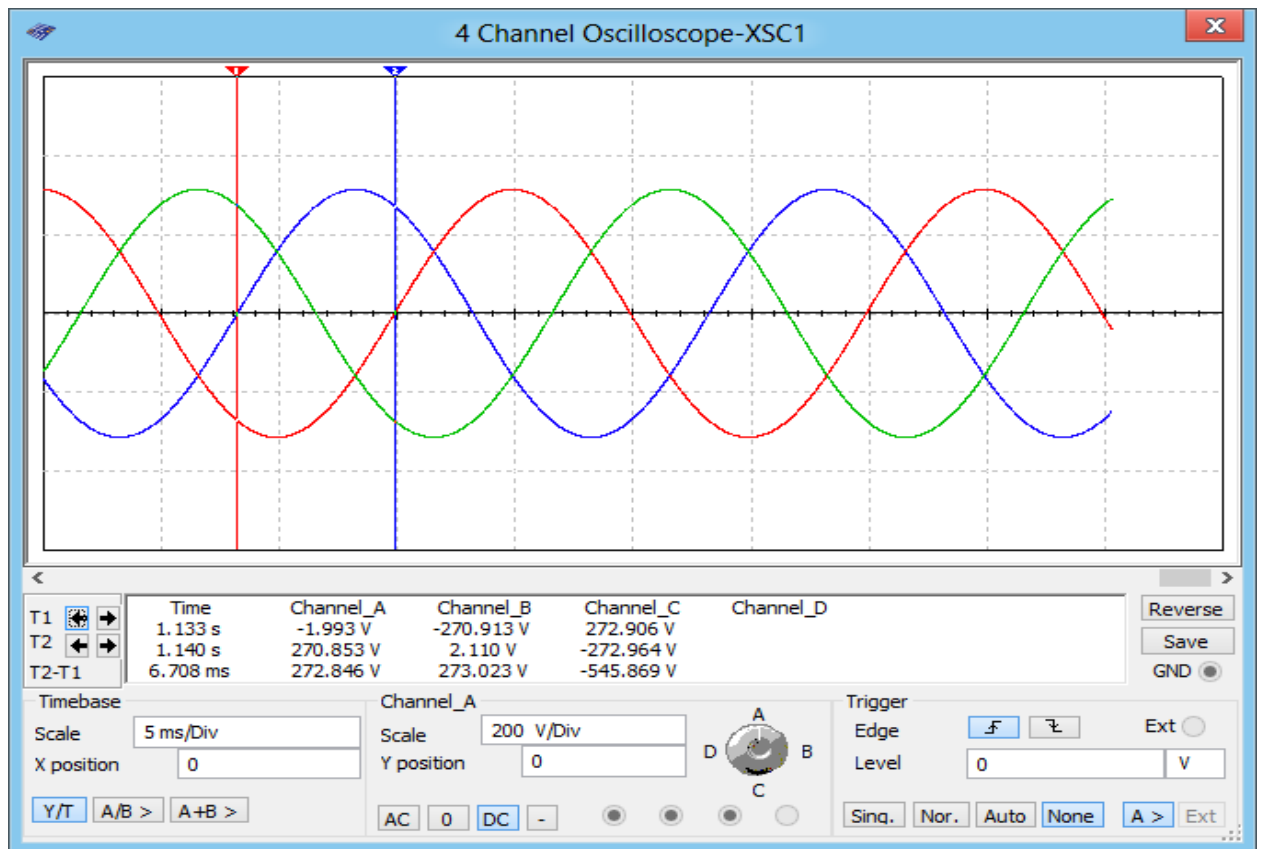 4 Channel Oscilloscope-XSC1
1 2
Time Channel_A Channel_B Channel_C Channel_D
T1 1.133 s -1.993 V -270.913 V 272.906 V
T2 1.140 s 270.853 V 2.110 V -272.964 V
T2-T1 6.708 ms 272.846 V 273.023 V -545.869 V
Reverse
Save
GND
Timebase
Scale 5 ms/Div
X position 0
Y/T A/B > A+B >
Channel_A
Scale 200 V/Div
Y position 0
AC 0 DC -
A
D B
C
Trigger
Edge Ext
Level 0 V
Sing. Nor. Auto None A > Ext